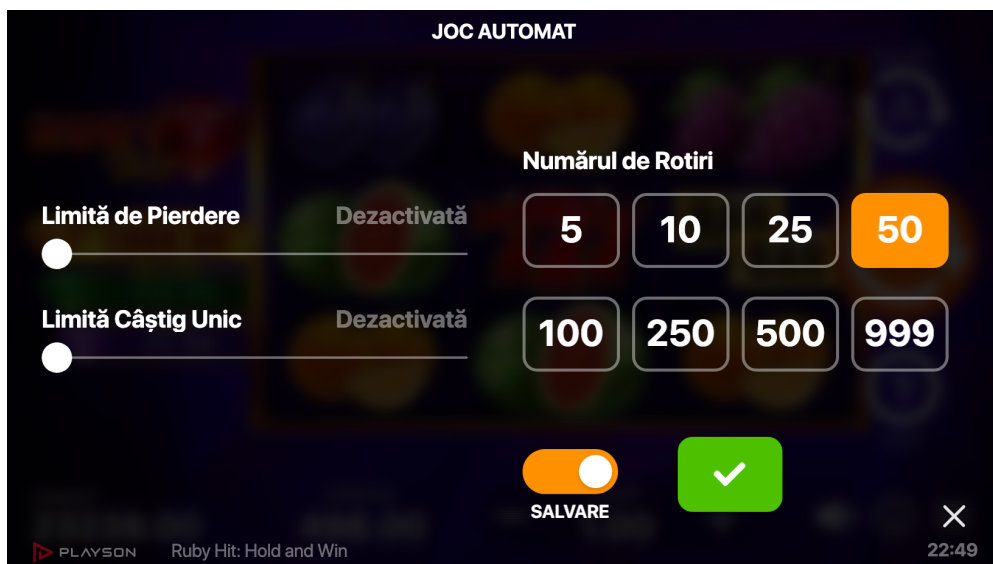 JOC AUTOMAT
Limită de Pierdere Dezactivată
Limită Câștig Unic Dezactivată
Numărul de Rotiri
5 10 25 50
100 250 500 999
SALVARE
PLAYSON Ruby Hit: Hold and Win 22:49